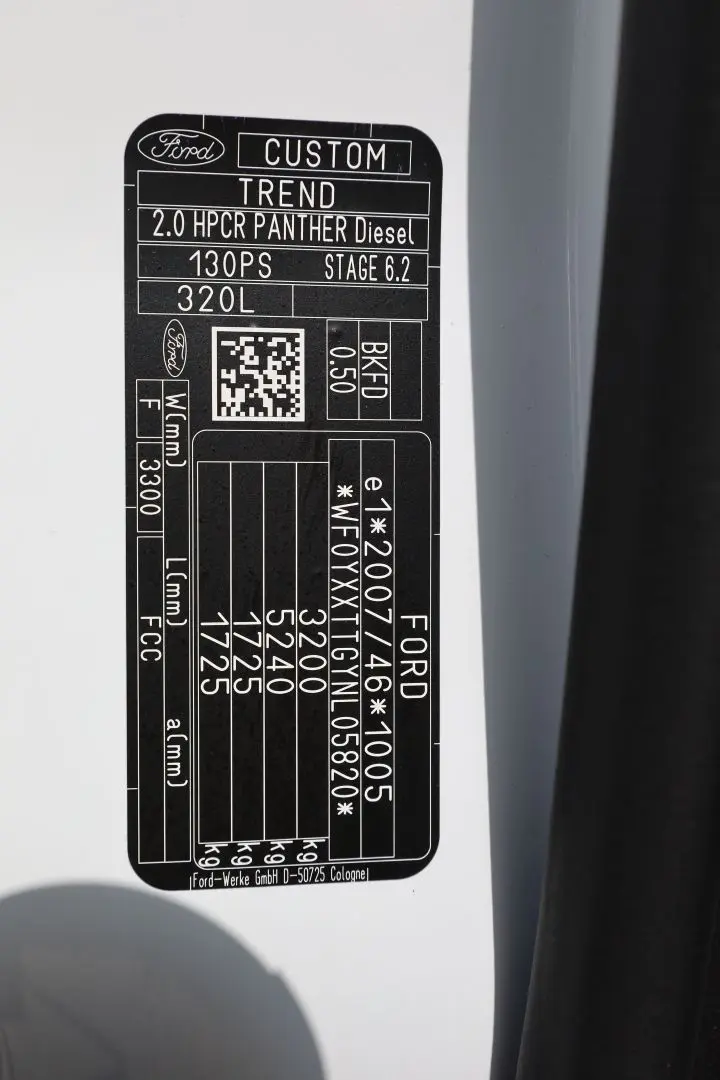 Ford CUSTOM
TREND
2.0 HPCR PANTHER Diesel
130PS STAGE 6.2
320L
Ford
BKFD
0.50
FORD
e1*2007/46*1005
*WF0YXXTTGYNL05820*
3200 kg
5240 kg
1725 kg
1725 kg
W(mm) L(mm) a(mm)
F 3300 FCC
Ford-Werke GmbH D-50725 Cologne